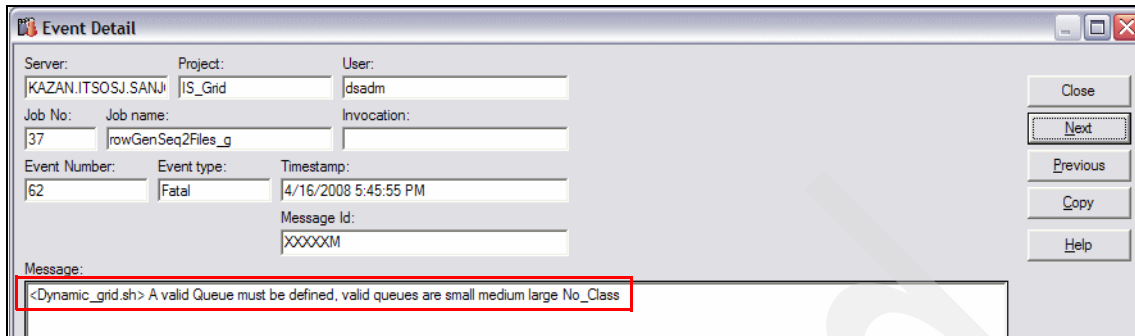 Event Detail
Server: Project: User:
KAZAN.ITSOSJ.SANJ IS_Grid dsadm
Close
Job No: Job name: Invocation:
37 rowGenSeq2Files_g
Next
Event Number: Event type: Timestamp:
62 Fatal 4/16/2008 5:45:55 PM
Previous
Message Id:
Copy
XXXXXM
Help
Message:
<Dynamic_grid.sh> A valid Queue must be defined, valid queues are small medium large No_Class